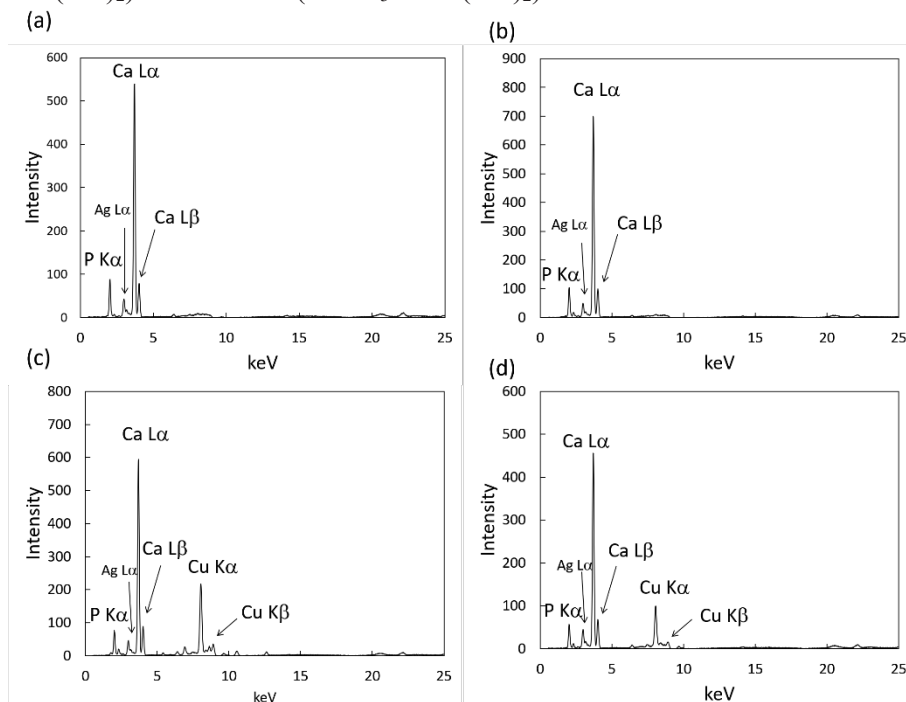 (a)
600
500
400
300
200
100
0
Intensity
Ca Lα
Ag Lα
Ca Lβ
P Kα
0 5 10 15 20 25
keV
(b)
900
800
700
600
500
400
300
200
100
0
Intensity
Ca Lα
Ag Lα
Ca Lβ
P Kα
0 5 10 15 20 25
keV
(c)
800
700
600
500
400
300
200
100
0
Intensity
Ca Lα
Ca Lβ
Cu Kα
Ag Lα
P Kα
Cu Kβ
0 5 10 15 20 25
keV
(d)
600
500
400
300
200
100
0
Intensity
Ca Lα
Ca Lβ
Ag Lα
Cu Kα
P Kα
Cu Kβ
0 5 10 15 20 25
keV